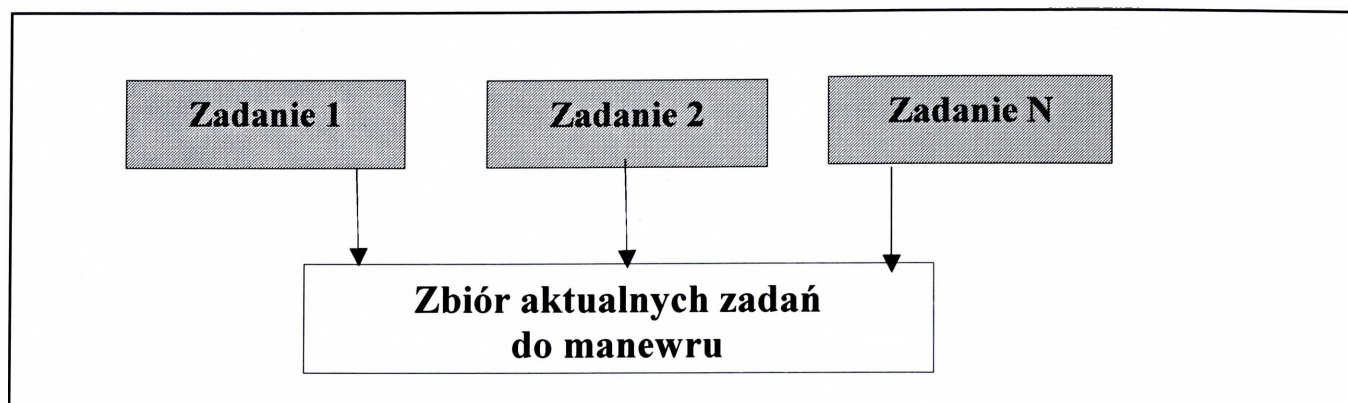 Zadanie 1
Zadanie 2
Zadanie N
Zbiór aktualnych zadań
do manewru